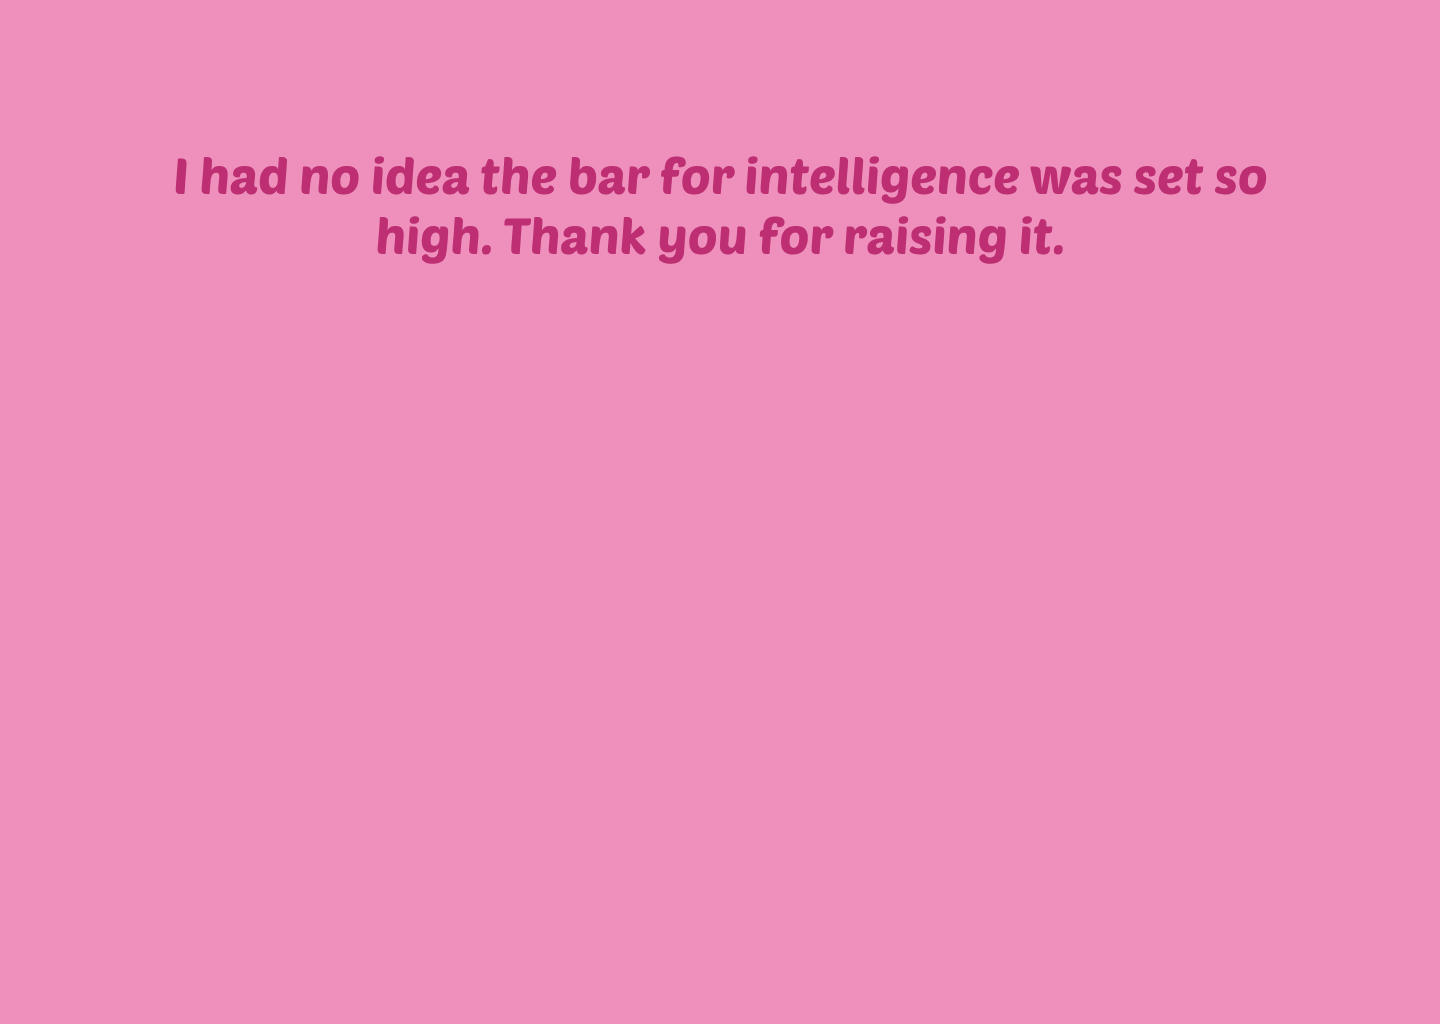 I had no idea the bar for intelligence was set so
high. Thank you for raising it.